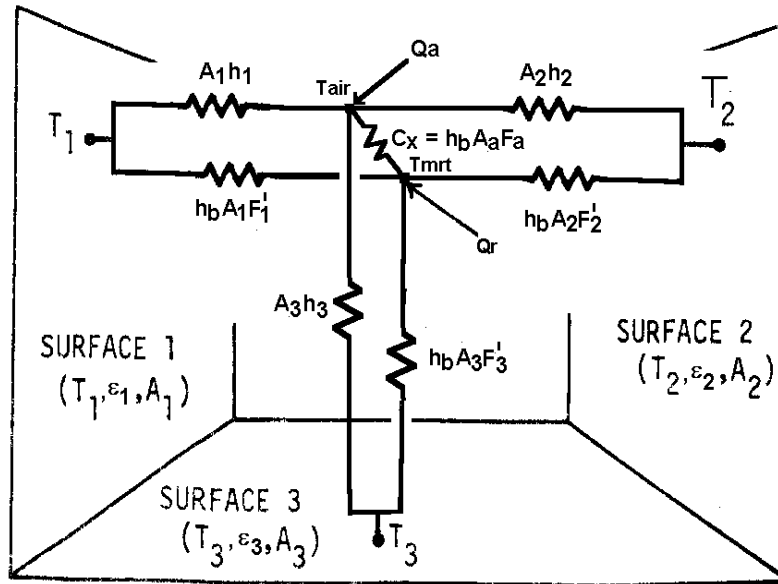 Qa
A1h1
Tair
A2h2
T1
Cx = hbAaFa
T2
Tmrt
hbA1F'1
hbA2F'2
Qr
A3h3
hbA3F'3
SURFACE 1
(T1,ε1,A1)
SURFACE 2
(T2,ε2,A2)
SURFACE 3
(T3,ε3,A3)
T3